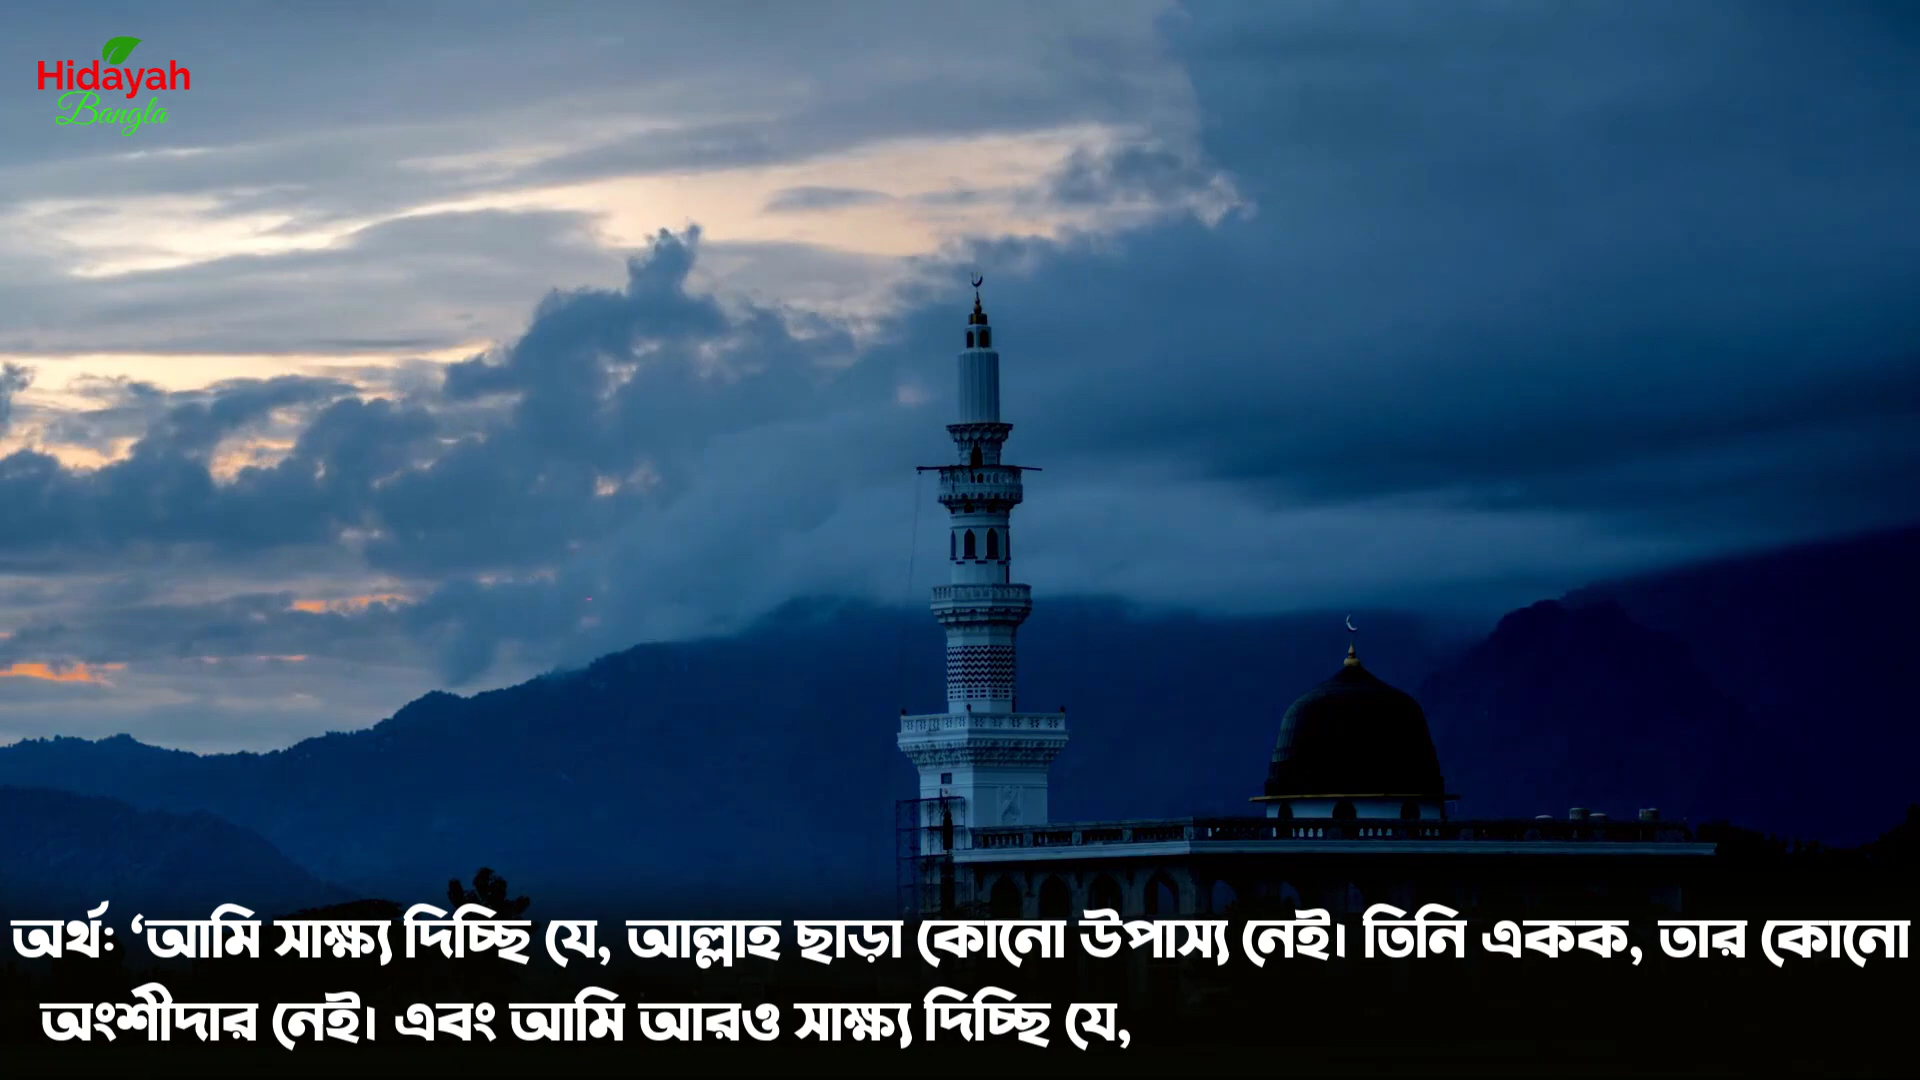 Hidayah
Bangla
অর্থঃ ‘আমি সাক্ষ্য দিচ্ছি যে, আল্লাহ ছাড়া কোনো উপাস্য নেই। তিনি একক, তার কোনো
অংশীদার নেই। এবং আমি আরও সাক্ষ্য দিচ্ছি যে,